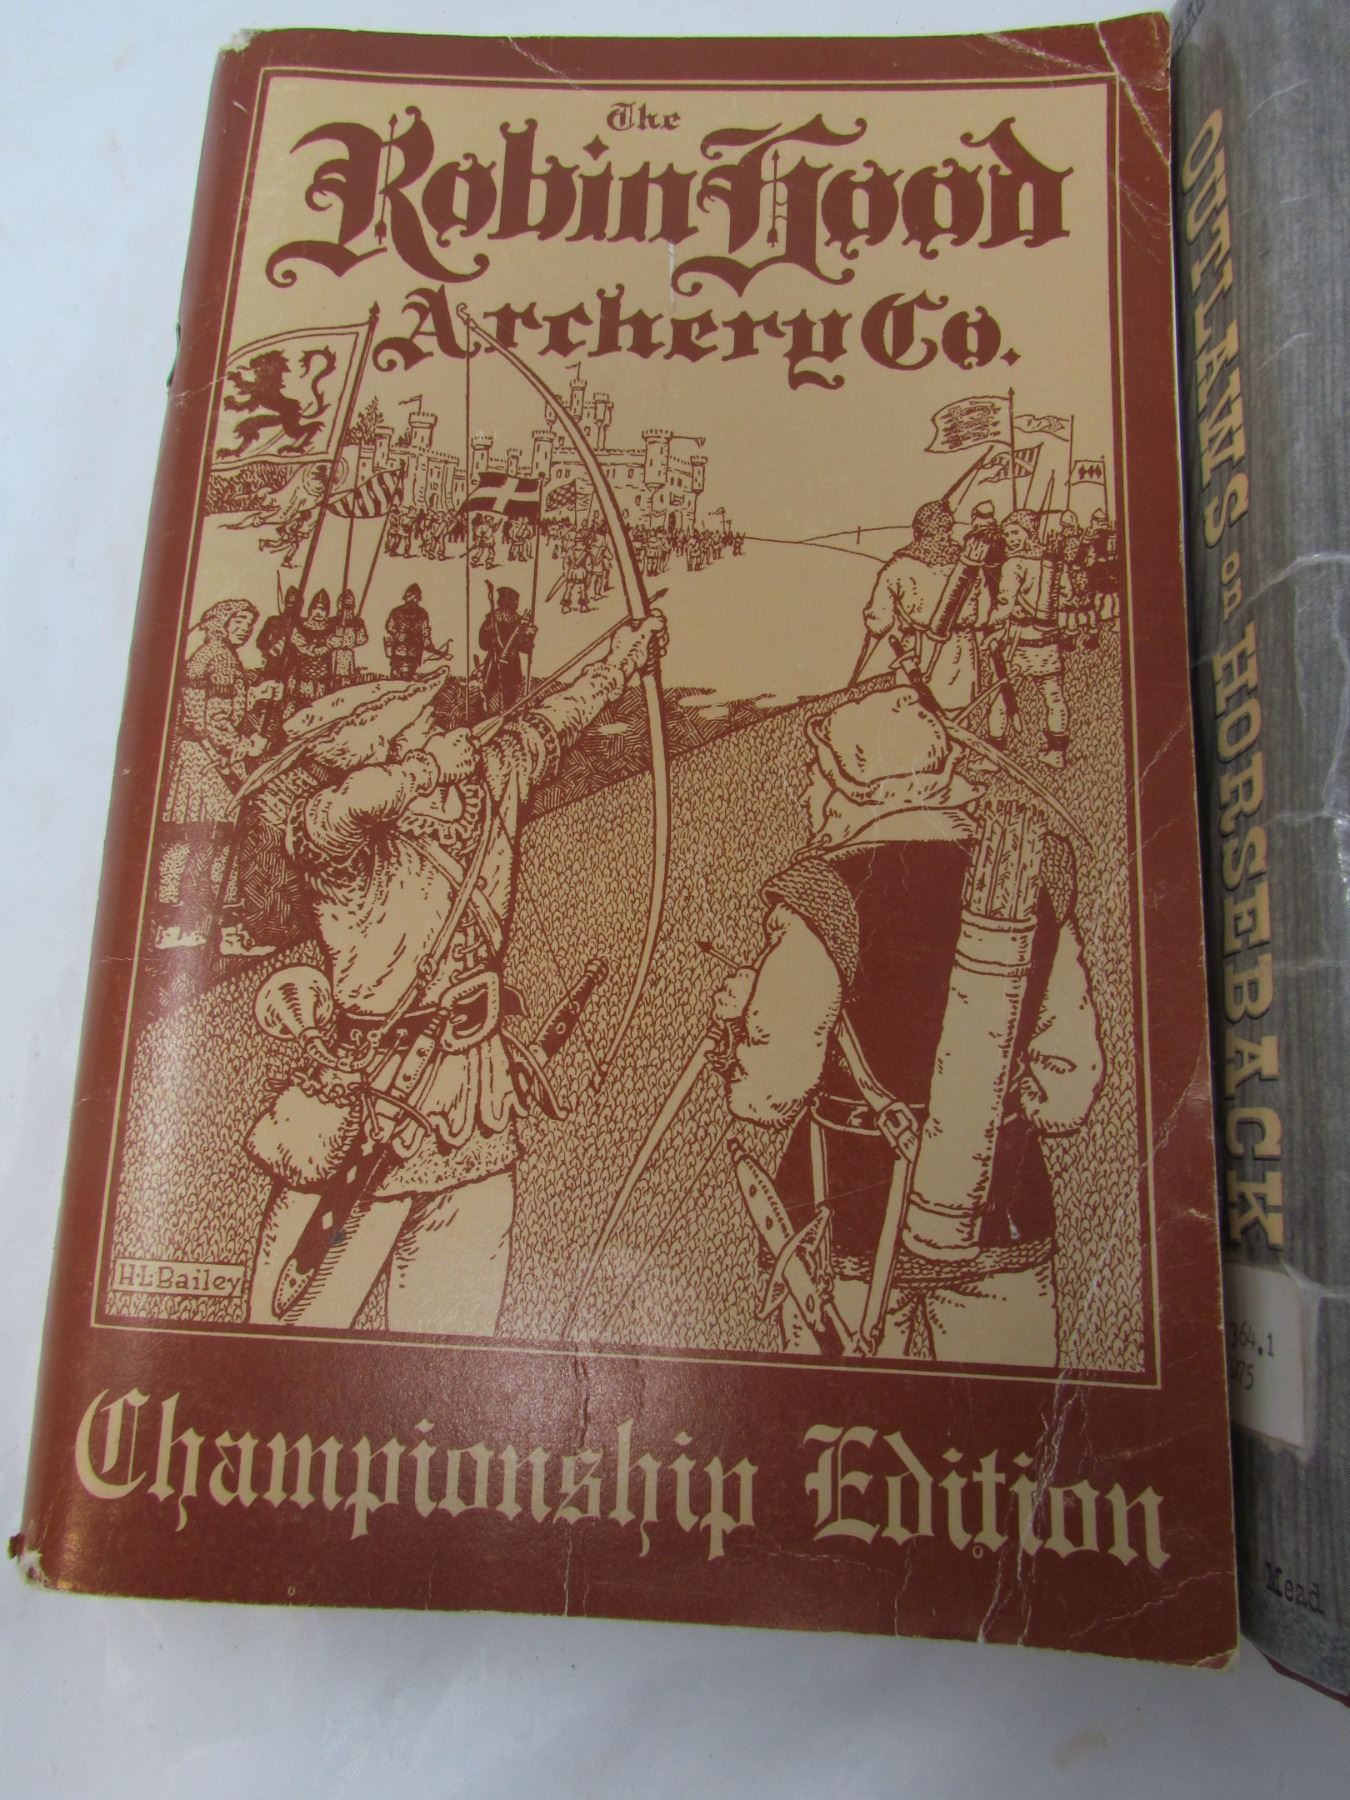 The
Robin Hood
Archery Co.
H·L·Bailey
Championship Edition
OUTLAWS on HORSEBACK
364.1
Mead